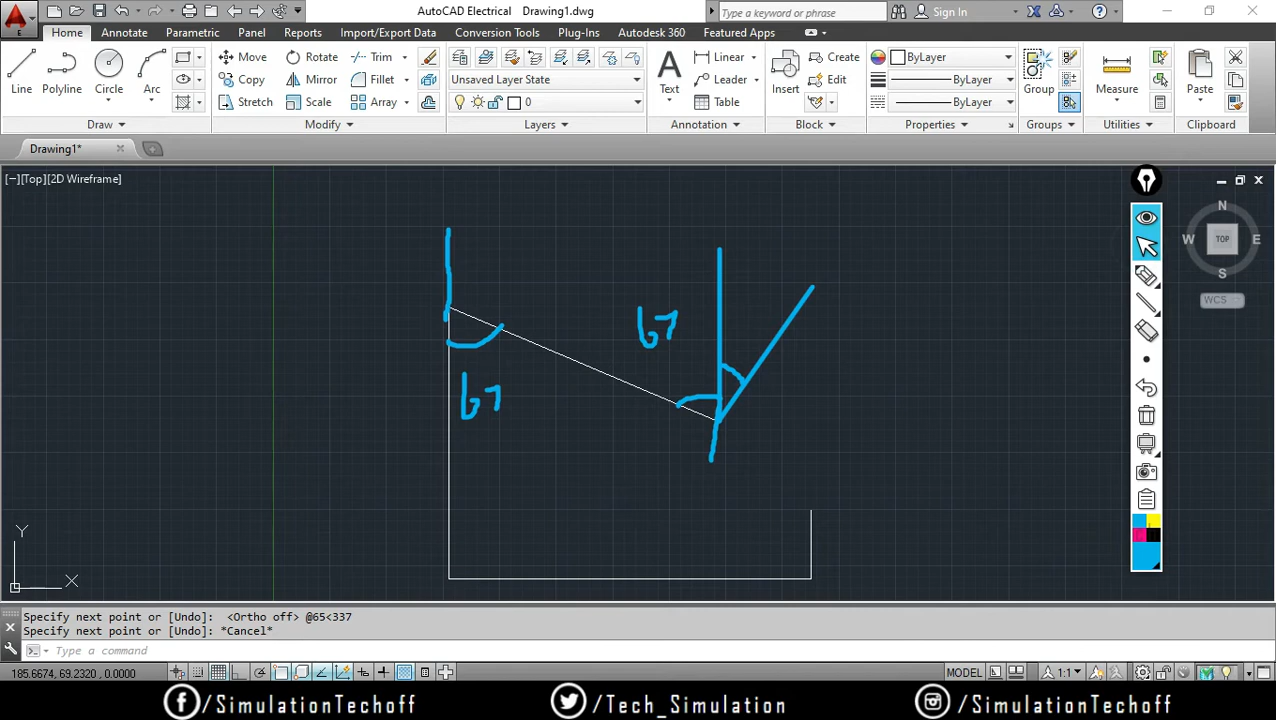 AutoCAD Electrical Drawing1.dwg
Type a keyword or phrase
Sign In
E
Home Annotate Parametric Panel Reports Import/Export Data Conversion Tools Plug-Ins Autodesk 360 Featured Apps
Line Polyline Circle Arc
Move Rotate Trim
Copy Mirror Fillet
Stretch Scale Array
Unsaved Layer State
0
Text
Linear
Leader
Table
Insert
Create
Edit
ByLayer
ByLayer
ByLayer
Group
Measure
Paste
Draw Modify Layers Annotation Block Properties Groups Utilities Clipboard
Drawing1*
[−][Top][2D Wireframe]
N
W TOP E
S
WCS
67
67
Y
X
Specify next point or [Undo]: <Ortho off> @65<337
Specify next point or [Undo]: *Cancel*
Type a command
185.6674, 69.2320, 0.0000
MODEL
1:1
/SimulationTechoff
/Tech_Simulation
/SimulationTechoff